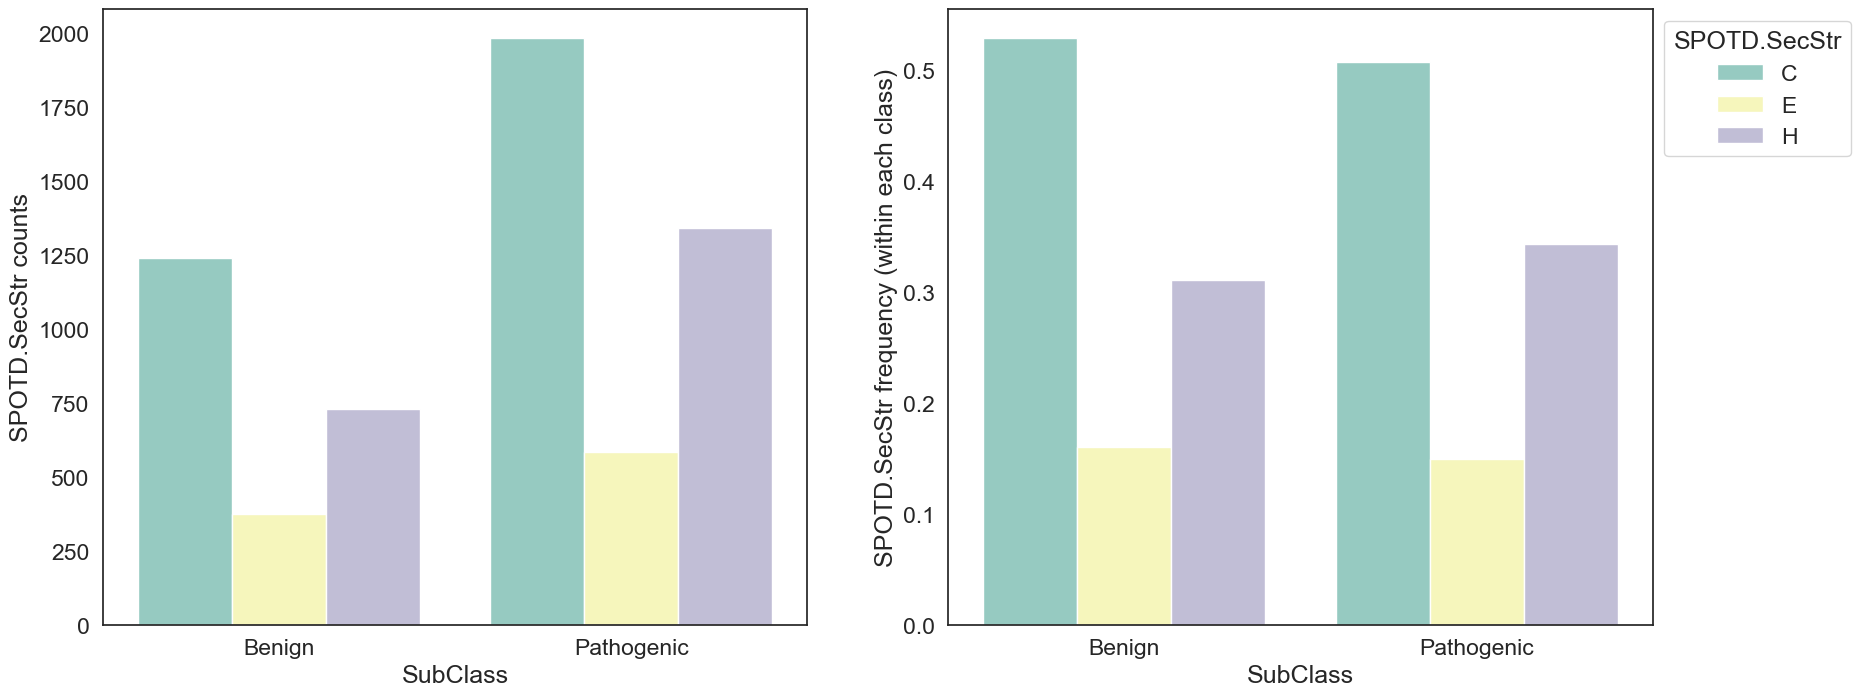 SPOTD.SecStr counts
2000
1750
1500
1250
1000
750
500
250
0
Benign
Pathogenic
SubClass
SPOTD.SecStr frequency (within each class)
0.5
0.4
0.3
0.2
0.1
0.0
Benign
Pathogenic
SubClass
SPOTD.SecStr
C
E
H